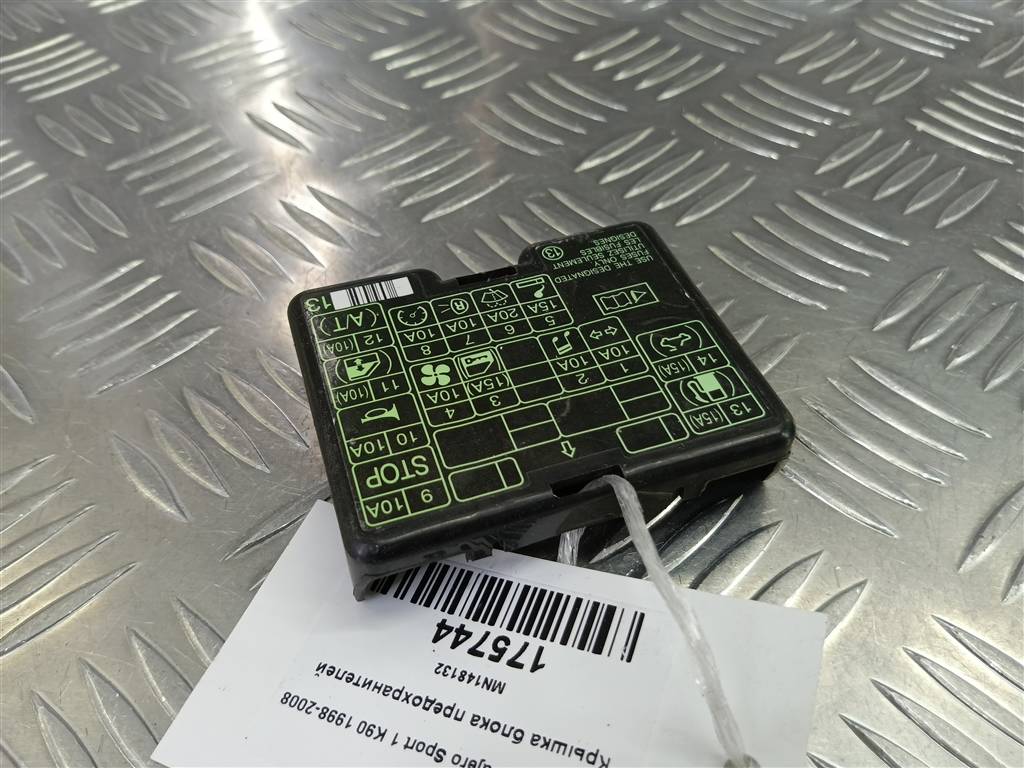 USE THE DESIGNATED
FUSES ONLY
UTILISEZ SEULEMENT
LES FUSIBLES
DESIGNES
13
13
(A/T)
12 (10A)
11 (10A)
10 (10A)
STOP
9
10A
10A
8
R
10A
7
20A
6
15A
5
10A
4
(15A)
3
10A
2
10A
1
14 (15A)
13 (15A)
175744
MN148132
Крышка блока предохранителей
Sport 1 K90 1998-2008